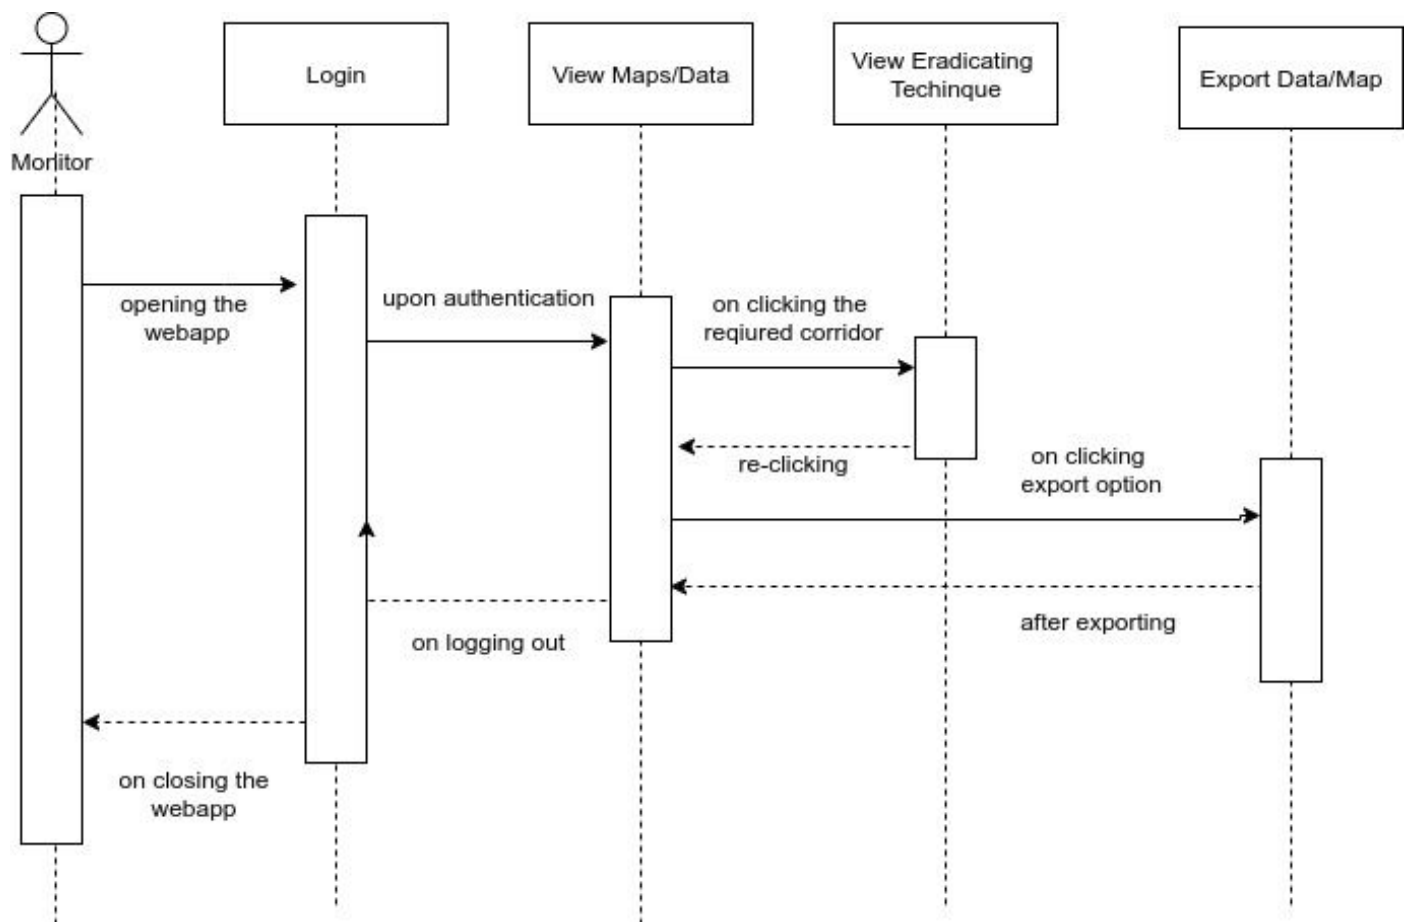 Login
View Maps/Data
View Eradicating
Techinque
Export Data/Map
Monitor
opening the
webapp
upon authentication
on clicking the
reqiured corridor
re-clicking
on clicking
export option
after exporting
on logging out
on closing the
webapp